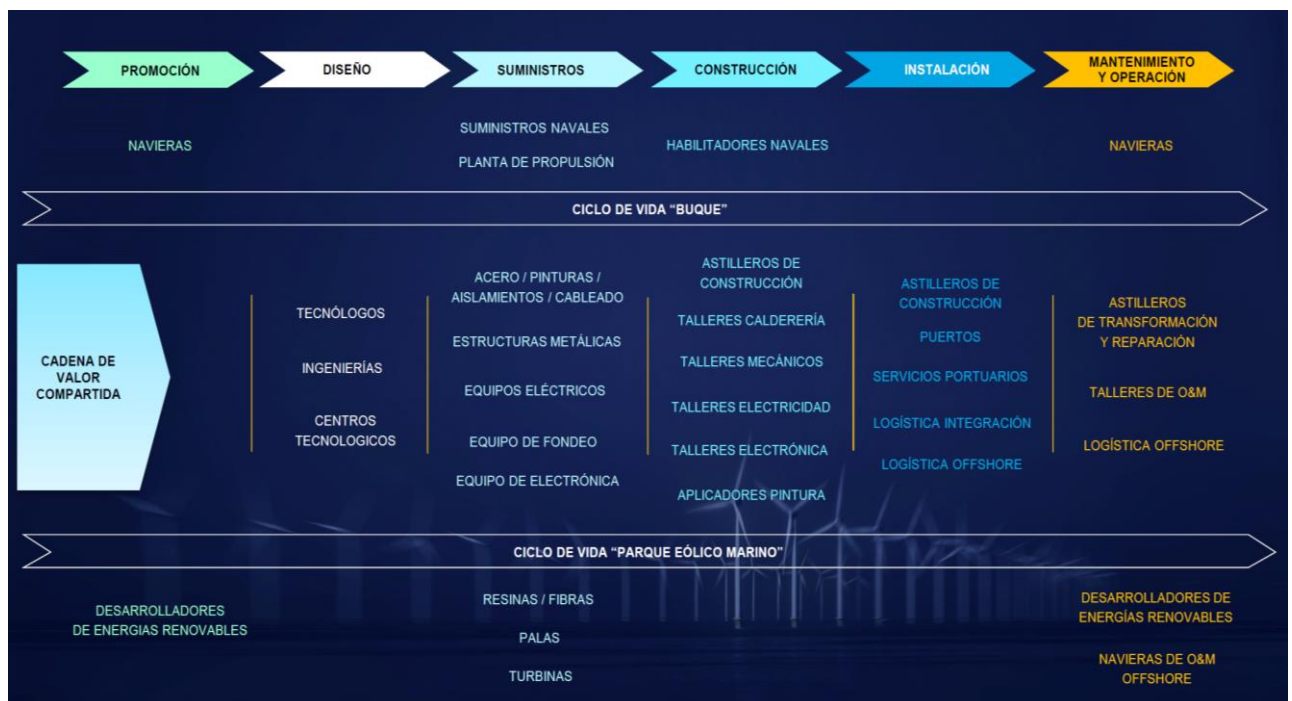 PROMOCIÓN
DISEÑO
SUMINISTROS
CONSTRUCCIÓN
INSTALACIÓN
MANTENIMIENTO
Y OPERACIÓN
NAVIERAS
SUMINISTROS NAVALES
PLANTA DE PROPULSIÓN
HABILITADORES NAVALES
NAVIERAS
CICLO DE VIDA “BUQUE”
CADENA DE
VALOR
COMPARTIDA
TECNÓLOGOS
INGENIERÍAS
CENTROS
TECNOLOGICOS
ACERO / PINTURAS /
AISLAMIENTOS / CABLEADO
ESTRUCTURAS METÁLICAS
EQUIPOS ELÉCTRICOS
EQUIPO DE FONDEO
EQUIPO DE ELECTRÓNICA
ASTILLEROS DE
CONSTRUCCIÓN
TALLERES CALDERERÍA
TALLERES MECÁNICOS
TALLERES ELECTRICIDAD
TALLERES ELECTRÓNICA
APLICADORES PINTURA
ASTILLEROS DE
CONSTRUCCIÓN
PUERTOS
SERVICIOS PORTUARIOS
LOGÍSTICA INTEGRACIÓN
LOGÍSTICA OFFSHORE
ASTILLEROS
DE TRANSFORMACIÓN
Y REPARACIÓN
TALLERES DE O&M
LOGÍSTICA OFFSHORE
CICLO DE VIDA “PARQUE EÓLICO MARINO”
DESARROLLADORES
DE ENERGIAS RENOVABLES
RESINAS / FIBRAS
PALAS
TURBINAS
DESARROLLADORES DE
ENERGÍAS RENOVABLES
NAVIERAS DE O&M
OFFSHORE